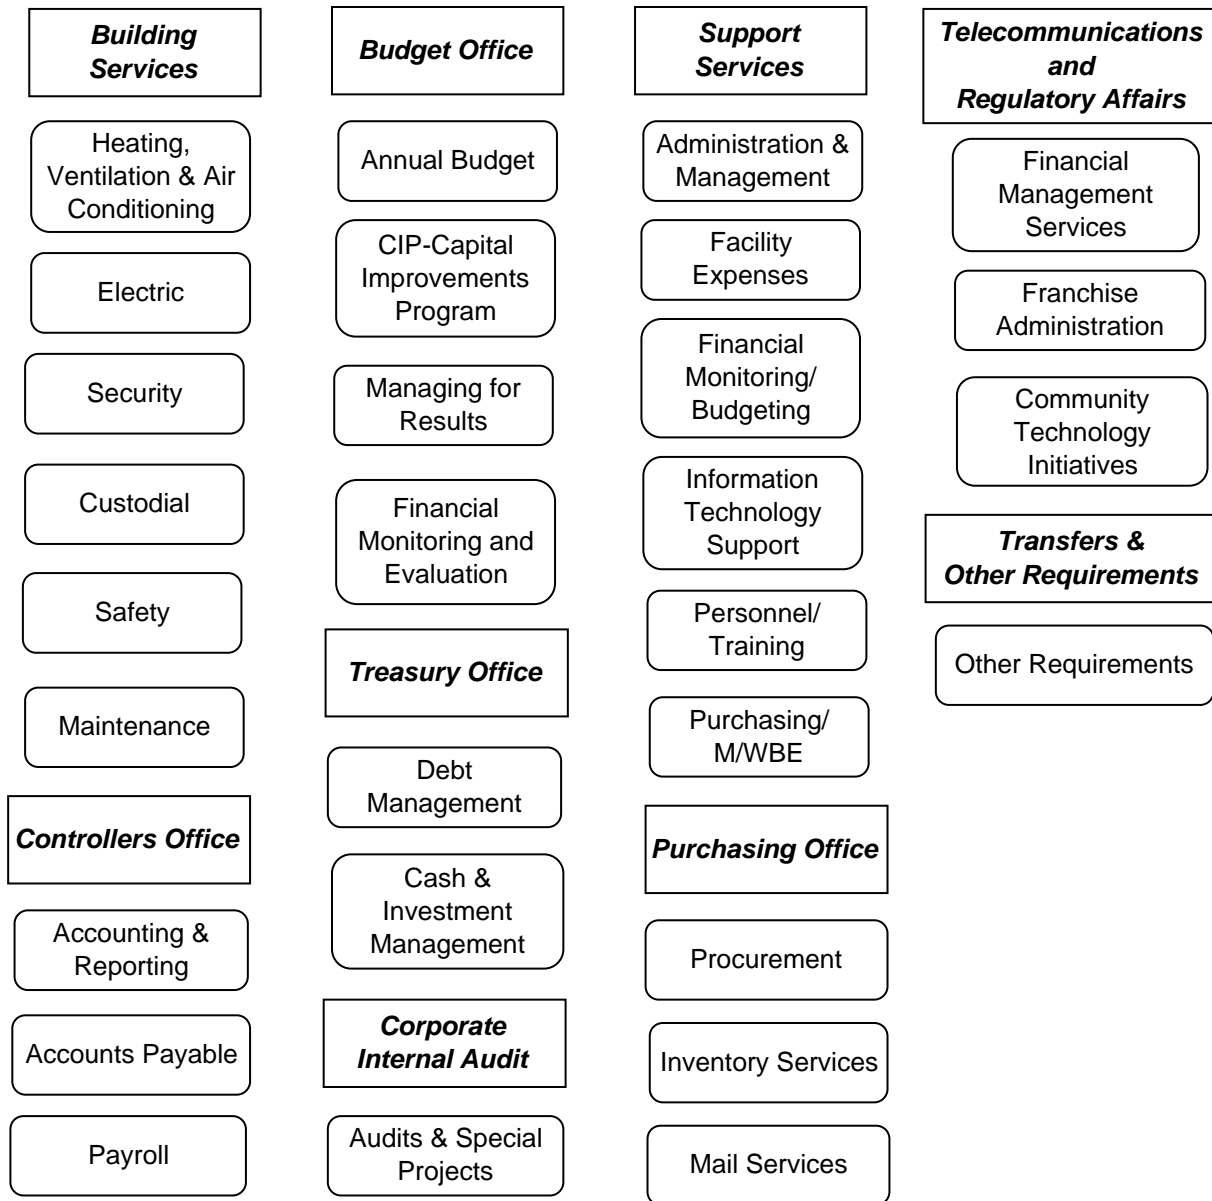 Building
Services
Heating,
Ventilation & Air
Conditioning
Electric
Security
Custodial
Safety
Maintenance
Controllers Office
Accounting &
Reporting
Accounts Payable
Payroll
Budget Office
Annual Budget
CIP-Capital
Improvements
Program
Managing for
Results
Financial
Monitoring and
Evaluation
Treasury Office
Debt
Management
Cash &
Investment
Management
Corporate
Internal Audit
Audits & Special
Projects
Support
Services
Administration &
Management
Facility
Expenses
Financial
Monitoring/
Budgeting
Information
Technology
Support
Personnel/
Training
Purchasing/
M/WBE
Purchasing Office
Procurement
Inventory Services
Mail Services
Telecommunications
and
Regulatory Affairs
Financial
Management
Services
Franchise
Administration
Community
Technology
Initiatives
Transfers &
Other Requirements
Other Requirements